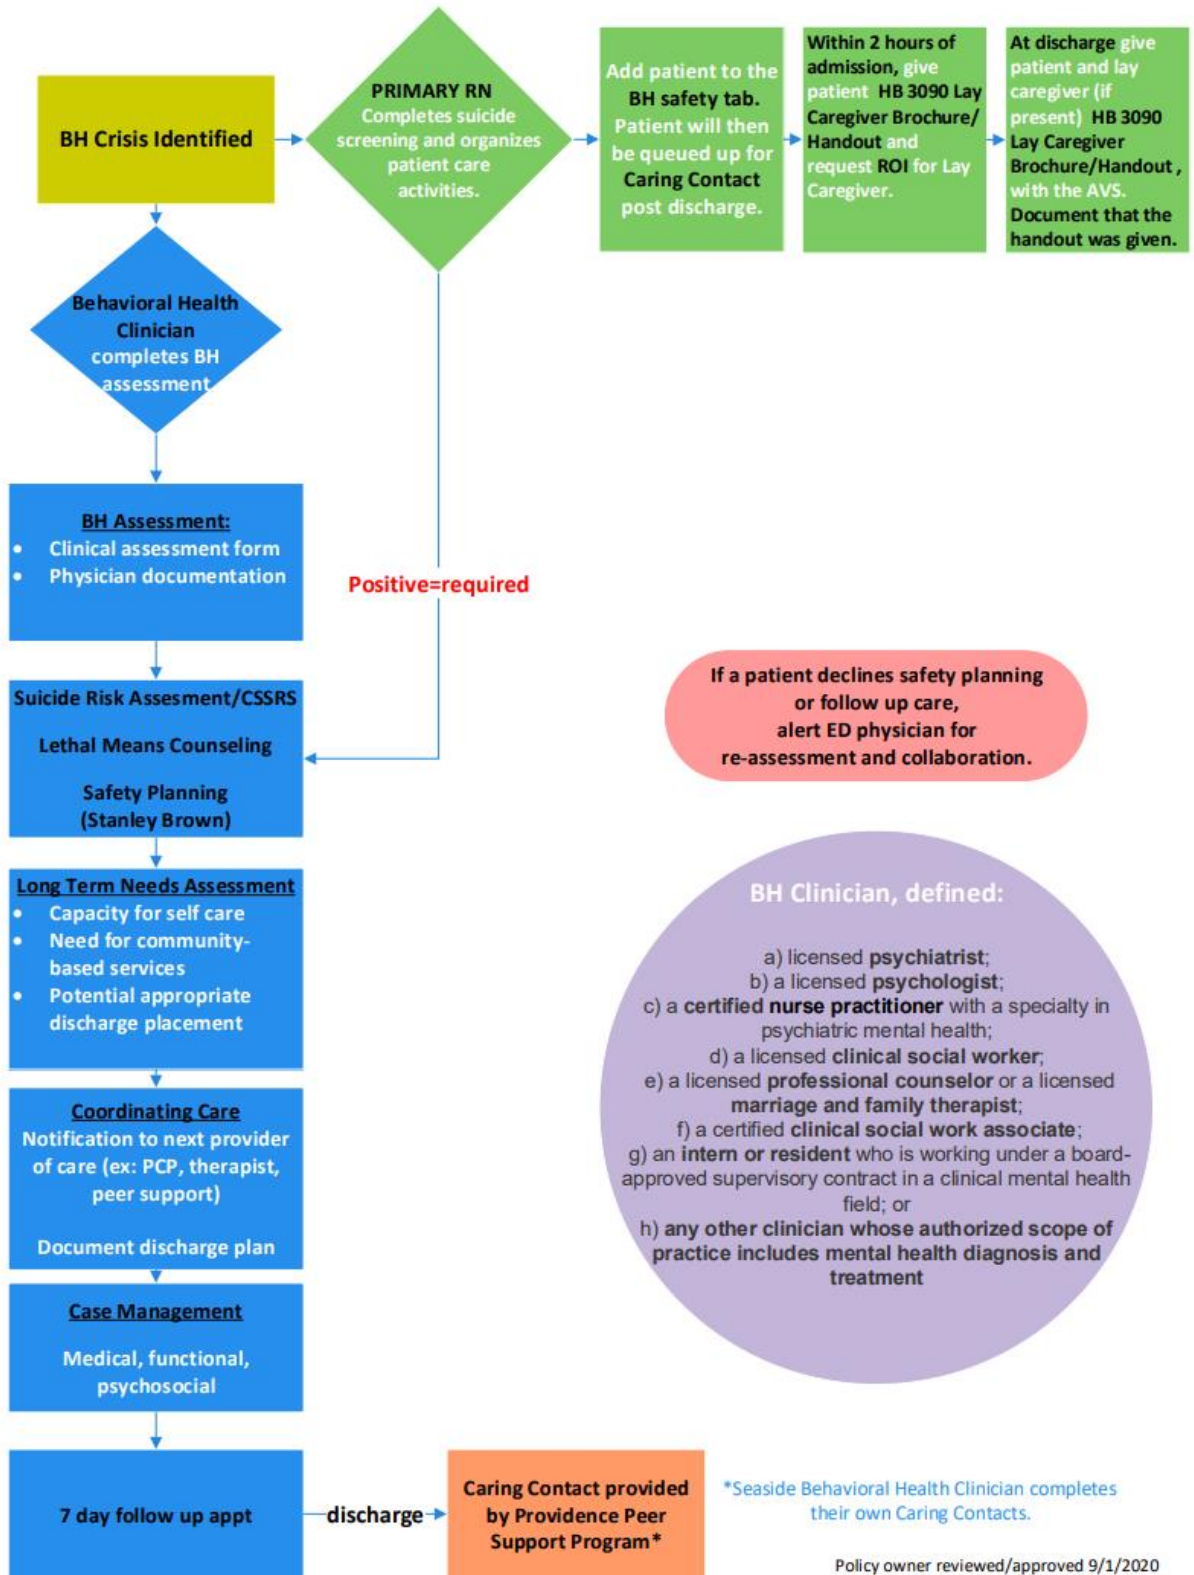 BH Crisis Identified
PRIMARY RN
Completes suicide
screening and organizes
patient care
activities.
Add patient to the
BH safety tab.
Patient will then
be queued up for
Caring Contact
post discharge.
Within 2 hours of
admission, give
patient HB 3090 Lay
Caregiver Brochure/
Handout and
request ROI for Lay
Caregiver.
At discharge give
patient and lay
caregiver (if
present) HB 3090
Lay Caregiver
Brochure/Handout ,
with the AVS.
Document that the
handout was given.
Behavioral Health
Clinician
completes BH
assessment
BH Assessment:
• Clinical assessment form
• Physician documentation
Positive=required
Suicide Risk Assesment/CSSRS
Lethal Means Counseling
Safety Planning
(Stanley Brown)
If a patient declines safety planning
or follow up care,
alert ED physician for
re-assessment and collaboration.
Long Term Needs Assessment
• Capacity for self care
• Need for community-
based services
• Potential appropriate
discharge placement
BH Clinician, defined:
a) licensed psychiatrist;
b) a licensed psychologist;
c) a certified nurse practitioner with a specialty in
psychiatric mental health;
d) a licensed clinical social worker;
e) a licensed professional counselor or a licensed
marriage and family therapist;
f) a certified clinical social work associate;
g) an intern or resident who is working under a board-
approved supervisory contract in a clinical mental health
field; or
h) any other clinician whose authorized scope of
practice includes mental health diagnosis and
treatment
Coordinating Care
Notification to next provider
of care (ex: PCP, therapist,
peer support)
Document discharge plan
Case Management
Medical, functional,
psychosocial
7 day follow up appt
discharge
Caring Contact provided
by Providence Peer
Support Program*
*Seaside Behavioral Health Clinician completes
their own Caring Contacts.
Policy owner reviewed/approved 9/1/2020